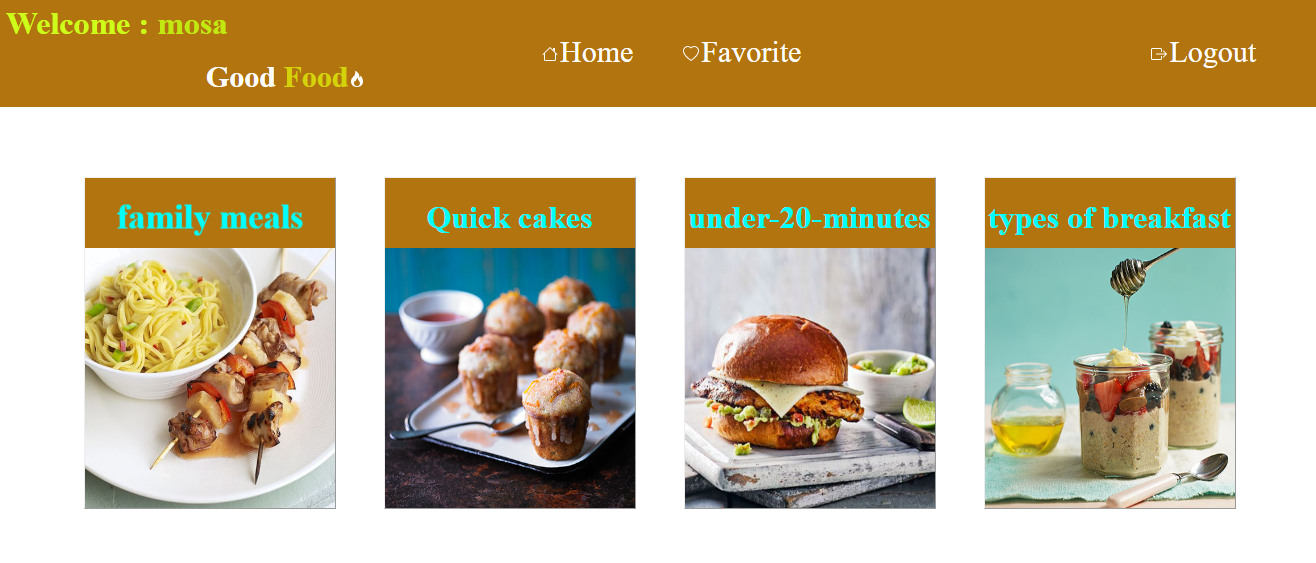 Welcome : mosa
Good Food
Home
Favorite
Logout
family meals
Quick cakes
under-20-minutes
types of breakfast